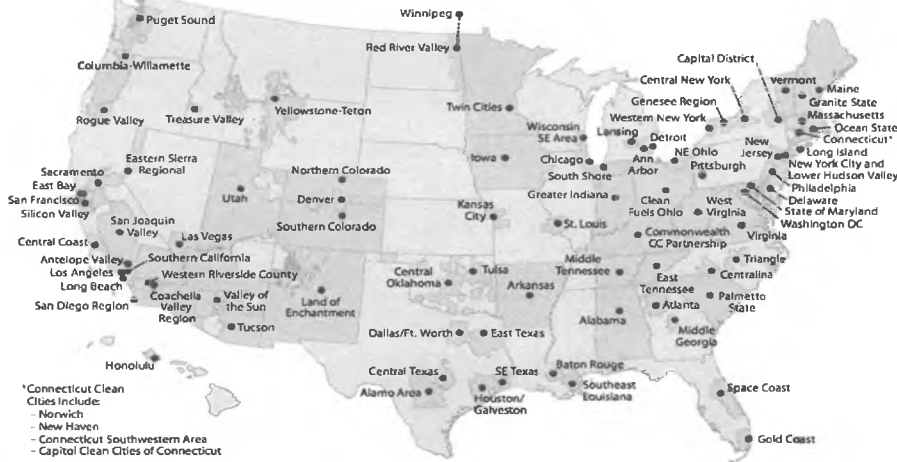 Puget Sound
Winnipeg
Red River Valley
Columbia-Willamette
Capital District
Central New York
Vermont
Maine
Genesee Region
Granite State
Western New York
Massachusetts
Rogue Valley
Treasure Valley
Yellowstone-Teton
Twin Cities
Wisconsin
SE Area
Lansing
Detroit
Ocean State
Connecticut*
Ann
Arbor
NE Ohio
New
Jersey
Long Island
Iowa
Chicago
South Shore
Pittsburgh
New York City and
Lower Hudson Valley
Sacramento
Eastern Sierra
Regional
Northern Colorado
Philadelphia
East Bay
San Francisco
Silicon Valley
Utah
Denver
Greater Indiana
Clean
Fuels Ohio
West
Virginia
Delaware
State of Maryland
Washington DC
San Joaquin
Valley
Southern Colorado
Kansas
City
St. Louis
Virginia
Central Coast
Las Vegas
Commonwealth
CC Partnership
Antelope Valley
Southern California
Triangle
Los Angeles
Western Riverside County
Central
Oklahoma
Tulsa
Middle
Tennessee
East
Tennessee
Centralina
Long Beach
Coachella
Valley
Region
Valley of
the Sun
Land of
Enchantment
Arkansas
Palmetto
State
San Diego Region
Atlanta
Tucson
Dallas/Ft. Worth
East Texas
Alabama
Middle
Georgia
Honolulu
Central Texas
SE Texas
Baton Rouge
Alamo Area
Houston/
Galveston
Southeast
Louisiana
Space Coast
Gold Coast
*Connecticut Clean
Cities Include:
– Norwich
– New Haven
– Connecticut Southwestern Area
– Capitol Clean Cities of Connecticut